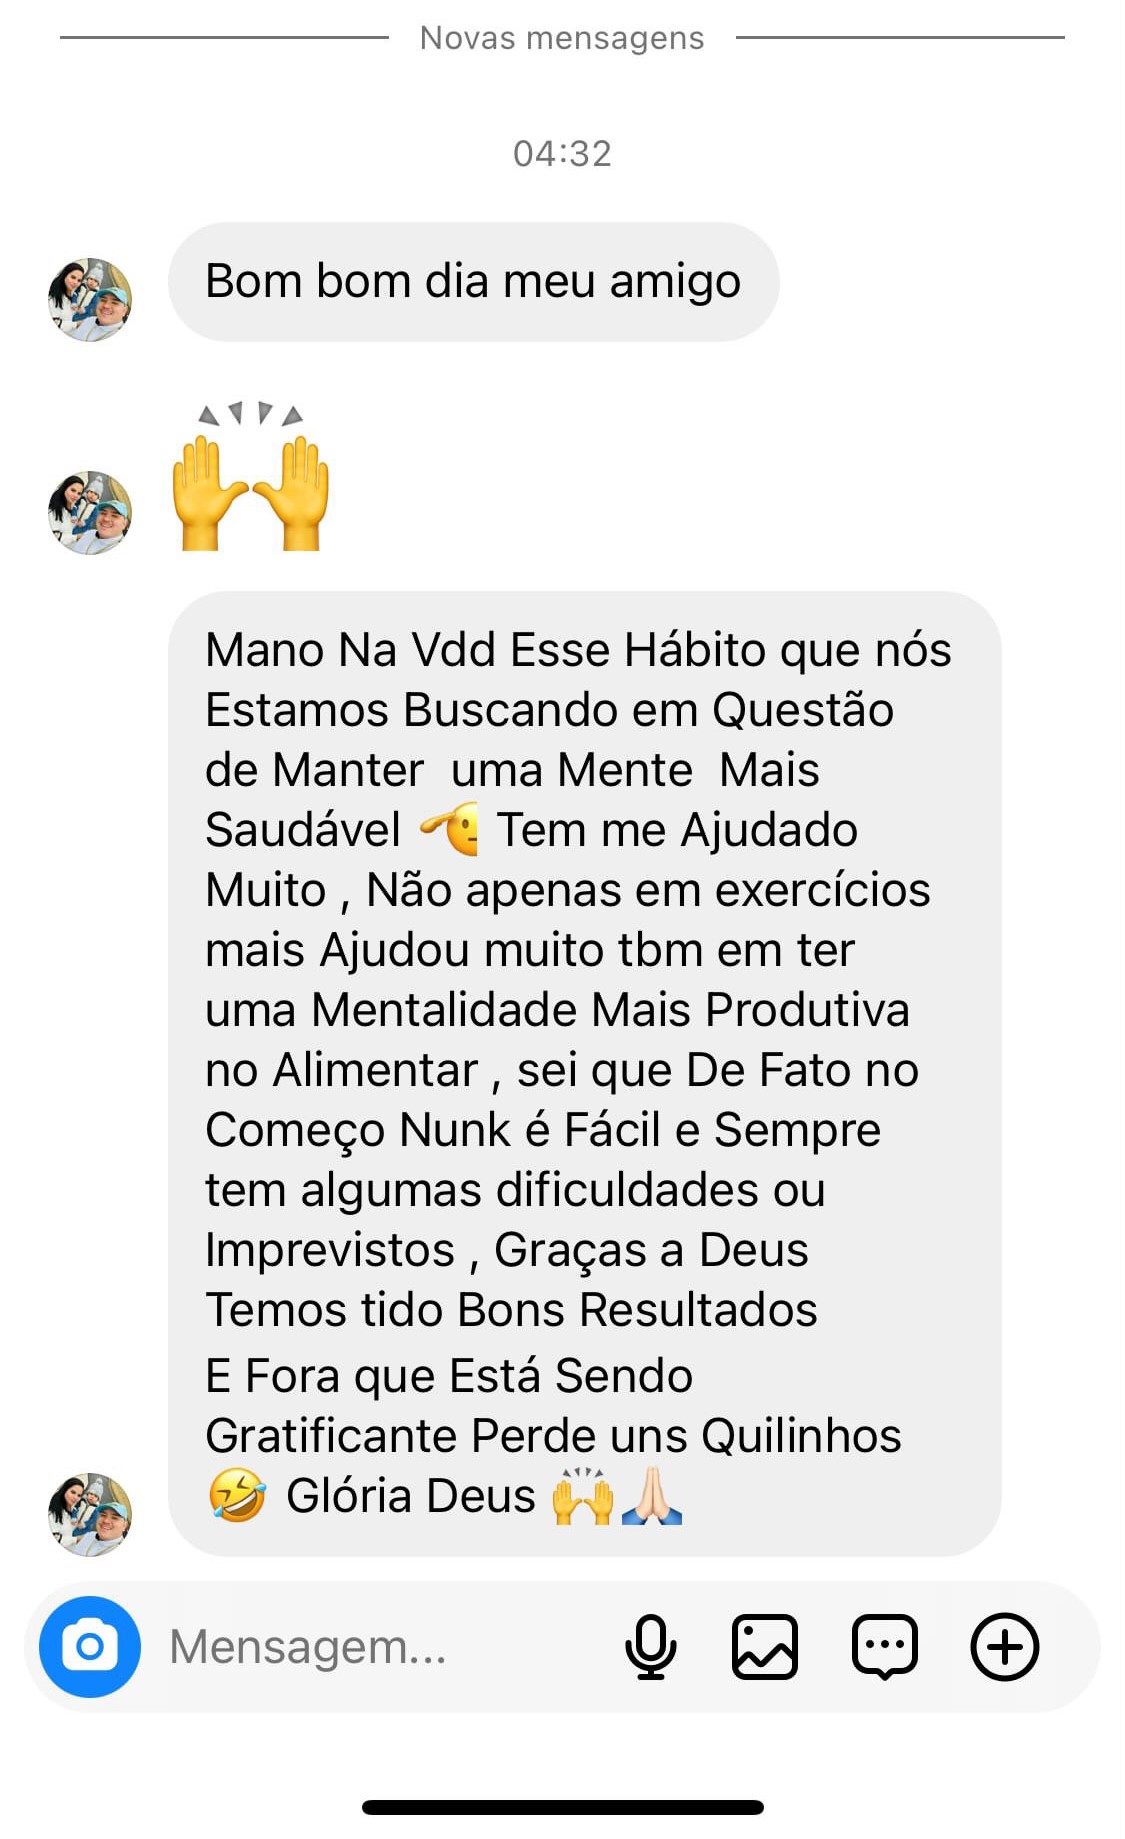 Novas mensagens
04:32
Bom bom dia meu amigo
🙌
Mano Na Vdd Esse Hábito que nós
Estamos Buscando em Questão
de Manter  uma Mente  Mais
Saudável 🫡 Tem me Ajudado
Muito , Não apenas em exercícios
mais Ajudou muito tbm em ter
uma Mentalidade Mais Produtiva
no Alimentar , sei que De Fato no
Começo Nunk é Fácil e Sempre
tem algumas dificuldades ou
Imprevistos , Graças a Deus
Temos tido Bons Resultados
E Fora que Está Sendo
Gratificante Perde uns Quilinhos
🤣 Glória Deus 🙌🙏🏻
Mensagem...